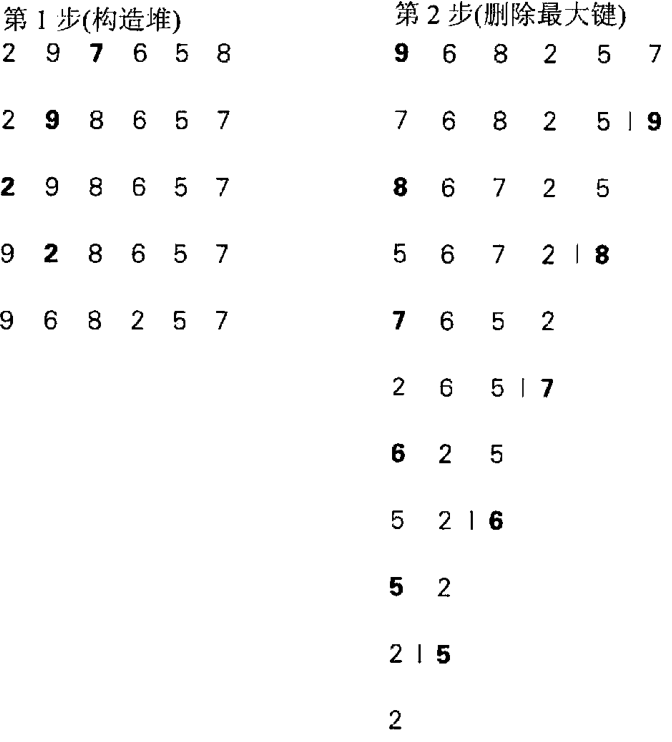 第 1 步(构造堆)
2 9 7 6 5 8
2 9 8 6 5 7
2 9 8 6 5 7
9 2 8 6 5 7
9 6 8 2 5 7
第 2 步(删除最大键)
9 6 8 2 5 7
7 6 8 2 5 | 9
8 6 7 2 5
5 6 7 2 | 8
7 6 5 2
2 6 5 | 7
6 2 5
5 2 | 6
5 2
2 | 5
2